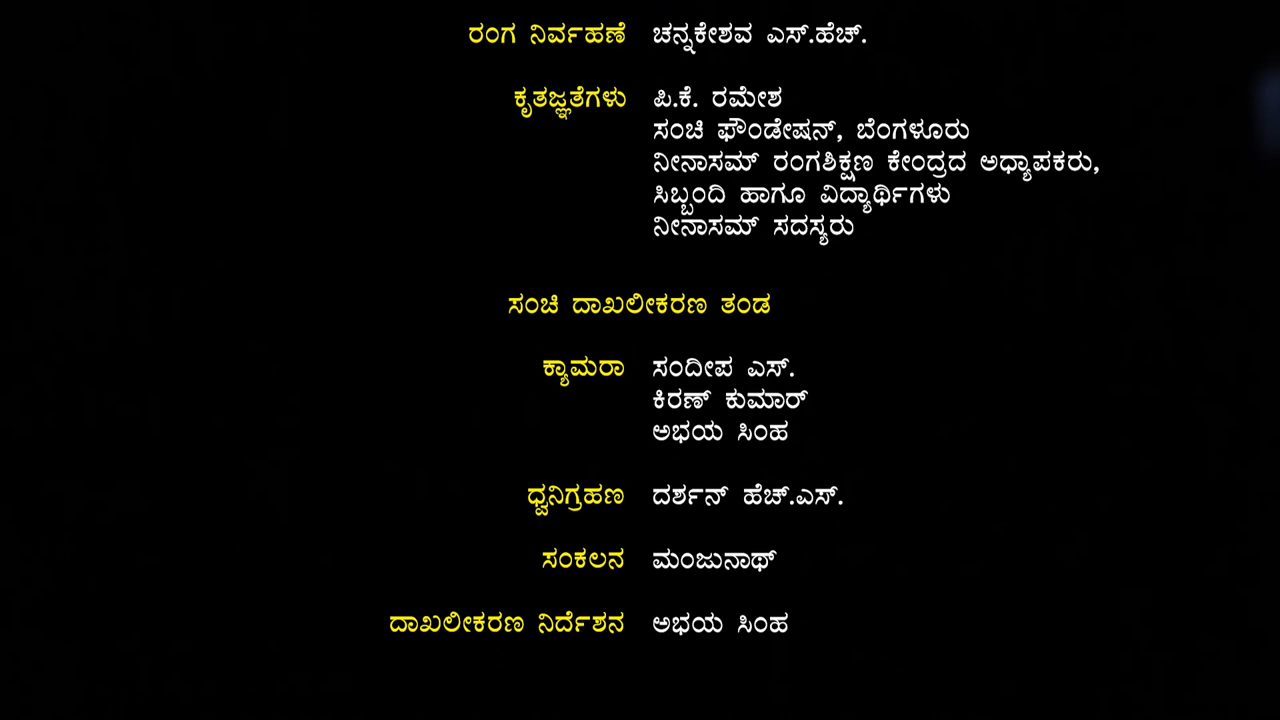 ರಂಗ ನಿರ್ವಹಣೆ ಚನ್ನಕೇಶವ ಎಸ್.ಹೆಚ್.
ಕೃತಜ್ಞತೆಗಳು ಪಿ.ಕೆ. ರಮೇಶ
ಸಂಚಿ ಫೌಂಡೇಷನ್, ಬೆಂಗಳೂರು
ನೀನಾಸಮ್ ರಂಗಶಿಕ್ಷಣ ಕೇಂದ್ರದ ಅಧ್ಯಾಪಕರು,
ಸಿಬ್ಬಂದಿ ಹಾಗೂ ವಿದ್ಯಾರ್ಥಿಗಳು
ನೀನಾಸಮ್ ಸದಸ್ಯರು
ಸಂಚಿ ದಾಖಲೀಕರಣ ತಂಡ
ಕ್ಯಾಮರಾ ಸಂದೀಪ ಎಸ್.
ಕಿರಣ್ ಕುಮಾರ್
ಅಭಯ ಸಿಂಹ
ಧ್ವನಿಗ್ರಹಣ ದರ್ಶನ್ ಹೆಚ್.ಎಸ್.
ಸಂಕಲನ ಮಂಜುನಾಥ್
ದಾಖಲೀಕರಣ ನಿರ್ದೆಶನ ಅಭಯ ಸಿಂಹ